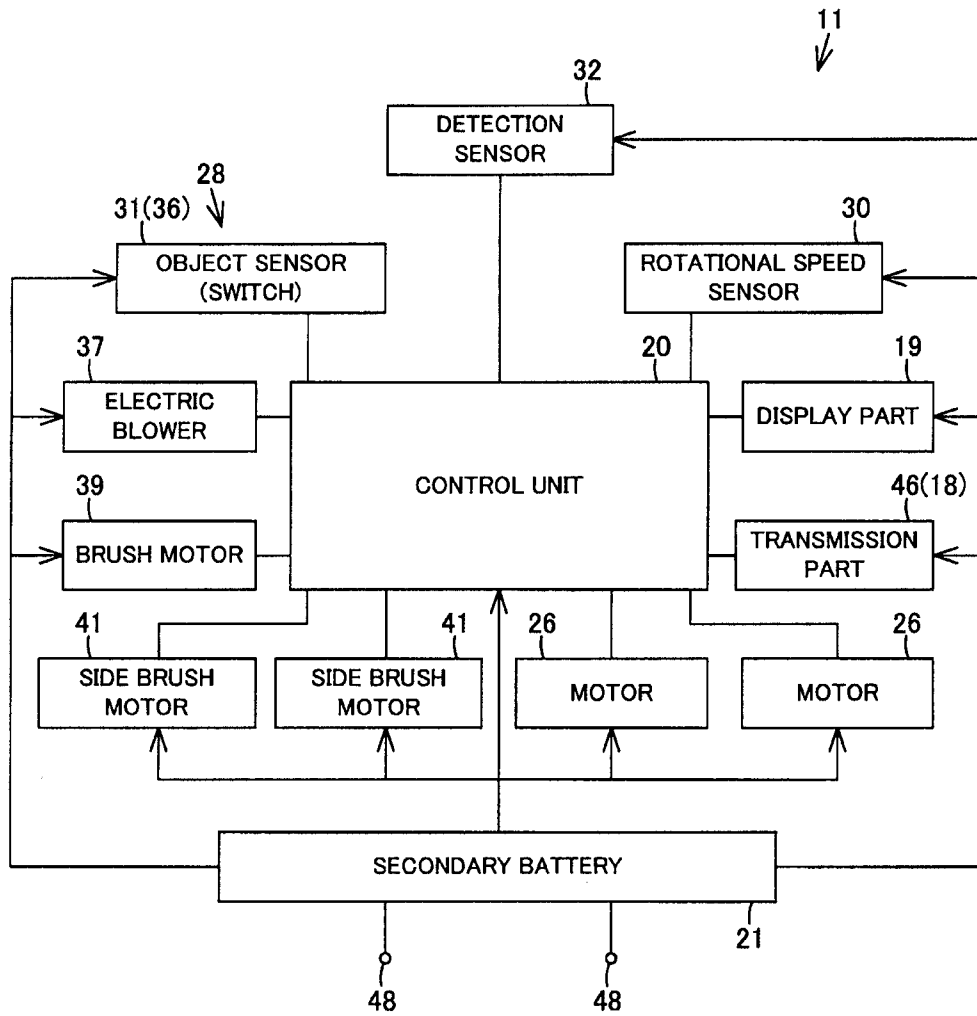 11
32
DETECTION
SENSOR
28
31(36)
OBJECT SENSOR
(SWITCH)
30
ROTATIONAL SPEED
SENSOR
37
ELECTRIC
BLOWER
20
CONTROL UNIT
19
DISPLAY PART
39
BRUSH MOTOR
46(18)
TRANSMISSION
PART
41
SIDE BRUSH
MOTOR
41
SIDE BRUSH
MOTOR
26
MOTOR
26
MOTOR
SECONDARY BATTERY
21
48
48